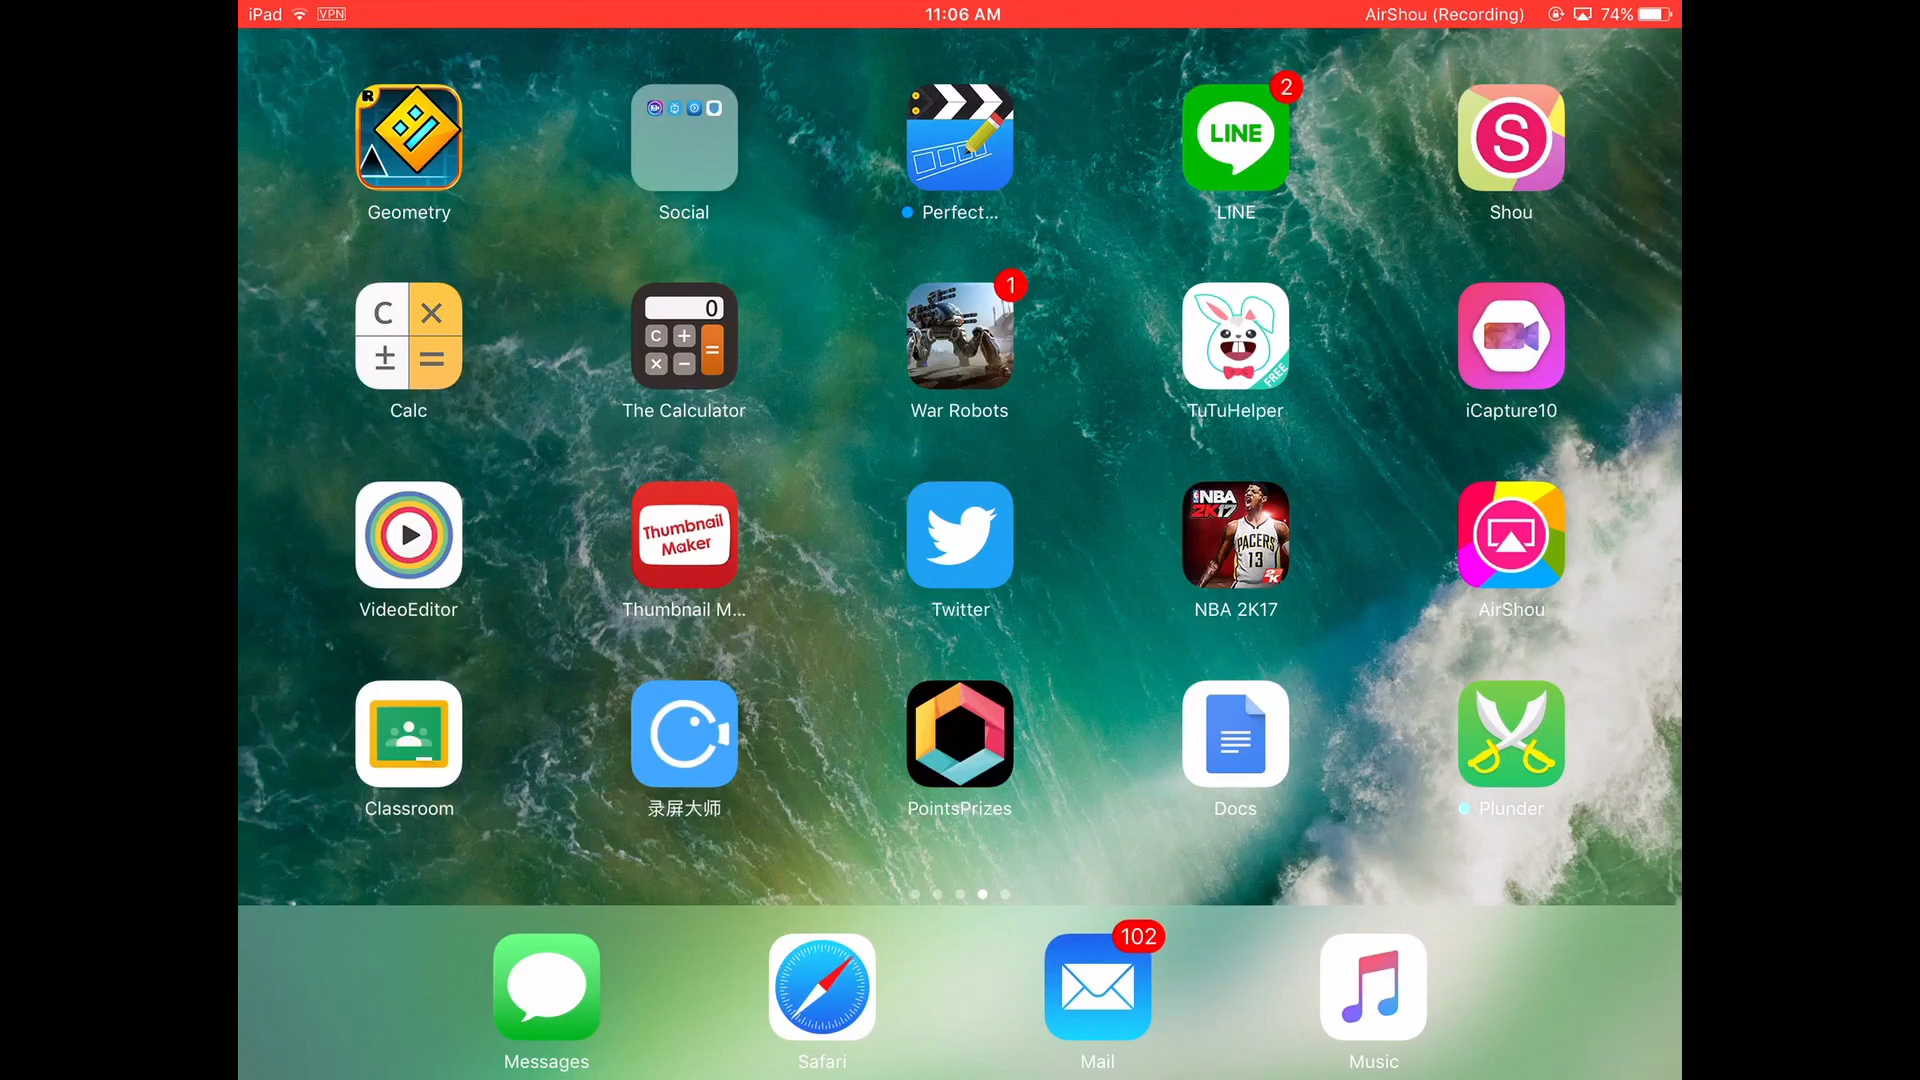 iPad VPN 11:06 AM AirShou (Recording) 74%
R
LINE 2
S
Geometry Social Perfect... LINE Shou
C × 0 1
± = C + =
× − FREE
Calc The Calculator War Robots TuTuHelper iCapture10
Thumbnail NBA
Maker 2K17
PACERS
13
2K
VideoEditor Thumbnail M... Twitter NBA 2K17 AirShou
Classroom 录屏大师 PointsPrizes Docs Plunder
102
Messages Safari Mail Music